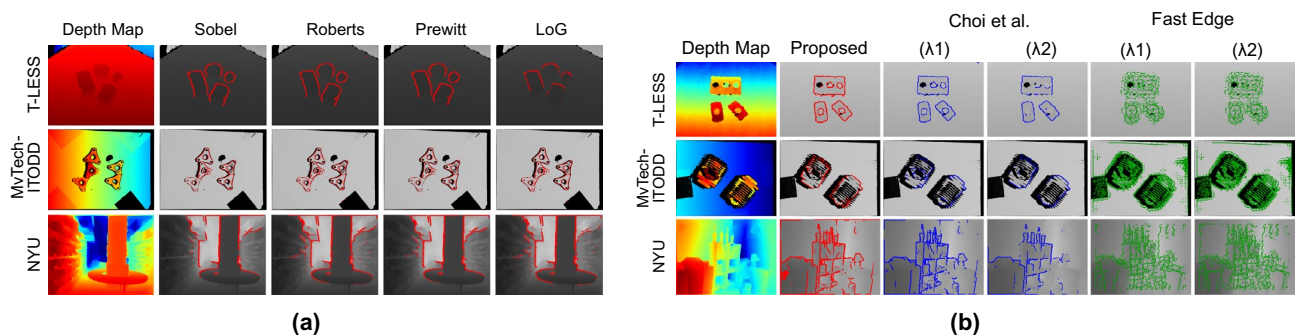 Depth Map Sobel Roberts Prewitt LoG
T-LESS
MvTech-
ITODD
NYU
(a)
Choi et al. Fast Edge
Depth Map Proposed (λ1) (λ2) (λ1) (λ2)
T-LESS
MvTech-
ITODD
NYU
(b)